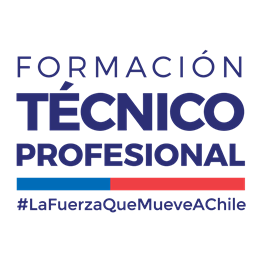 FORMACIÓN
TÉCNICO
PROFESIONAL
#LaFuerzaQueMueveAChile